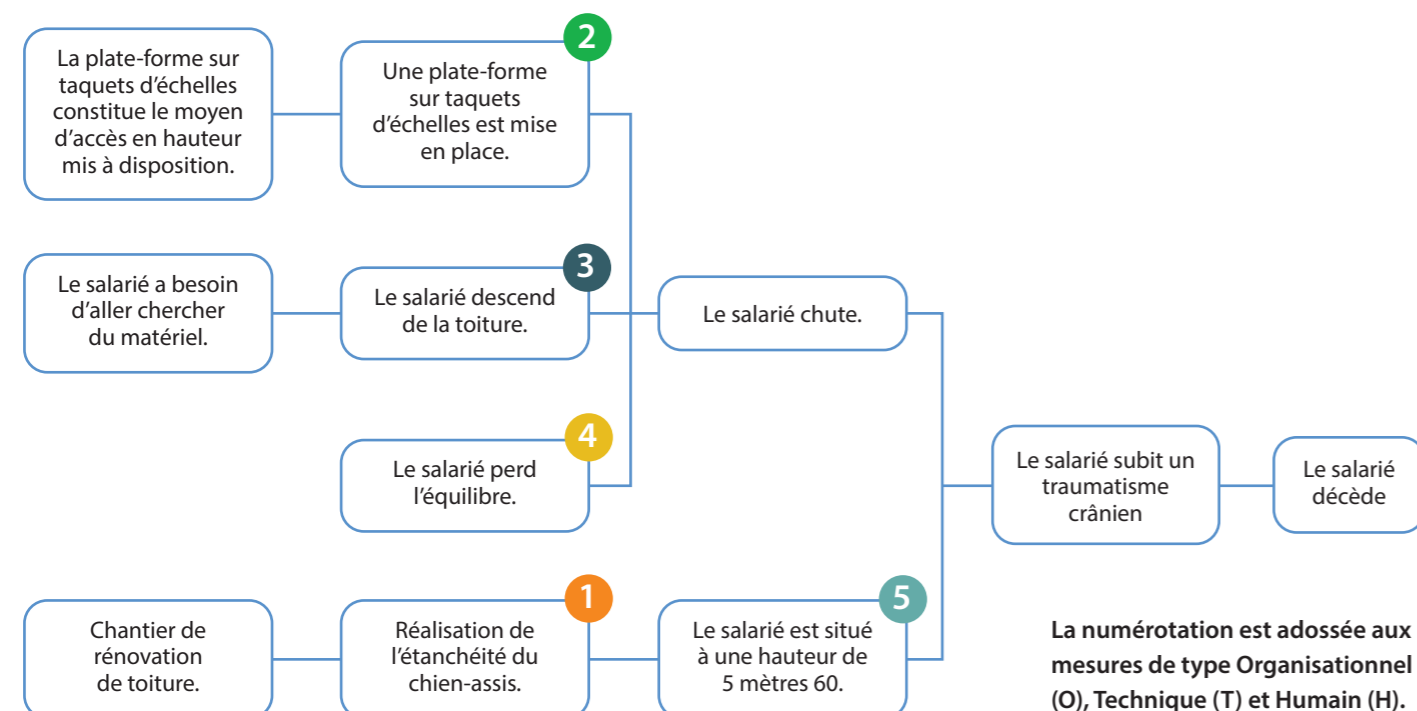 La plate-forme sur
taquets d'échelles
constitue le moyen
d'accès en hauteur
mis à disposition.
2
Une plate-forme
sur taquets
d'échelles est mise
en place.
Le salarié a besoin
d'aller chercher
du matériel.
3
Le salarié descend
de la toiture.
Le salarié chute.
4
Le salarié perd
l'équilibre.
Le salarié subit un
traumatisme
crânien
Le salarié
décède
Chantier de
rénovation
de toiture.
1
Réalisation de
l'étanchéité du
chien-assis.
5
Le salarié est situé
à une hauteur de
5 mètres 60.
La numérotation est adossée aux
mesures de type Organisationnel
(O), Technique (T) et Humain (H).